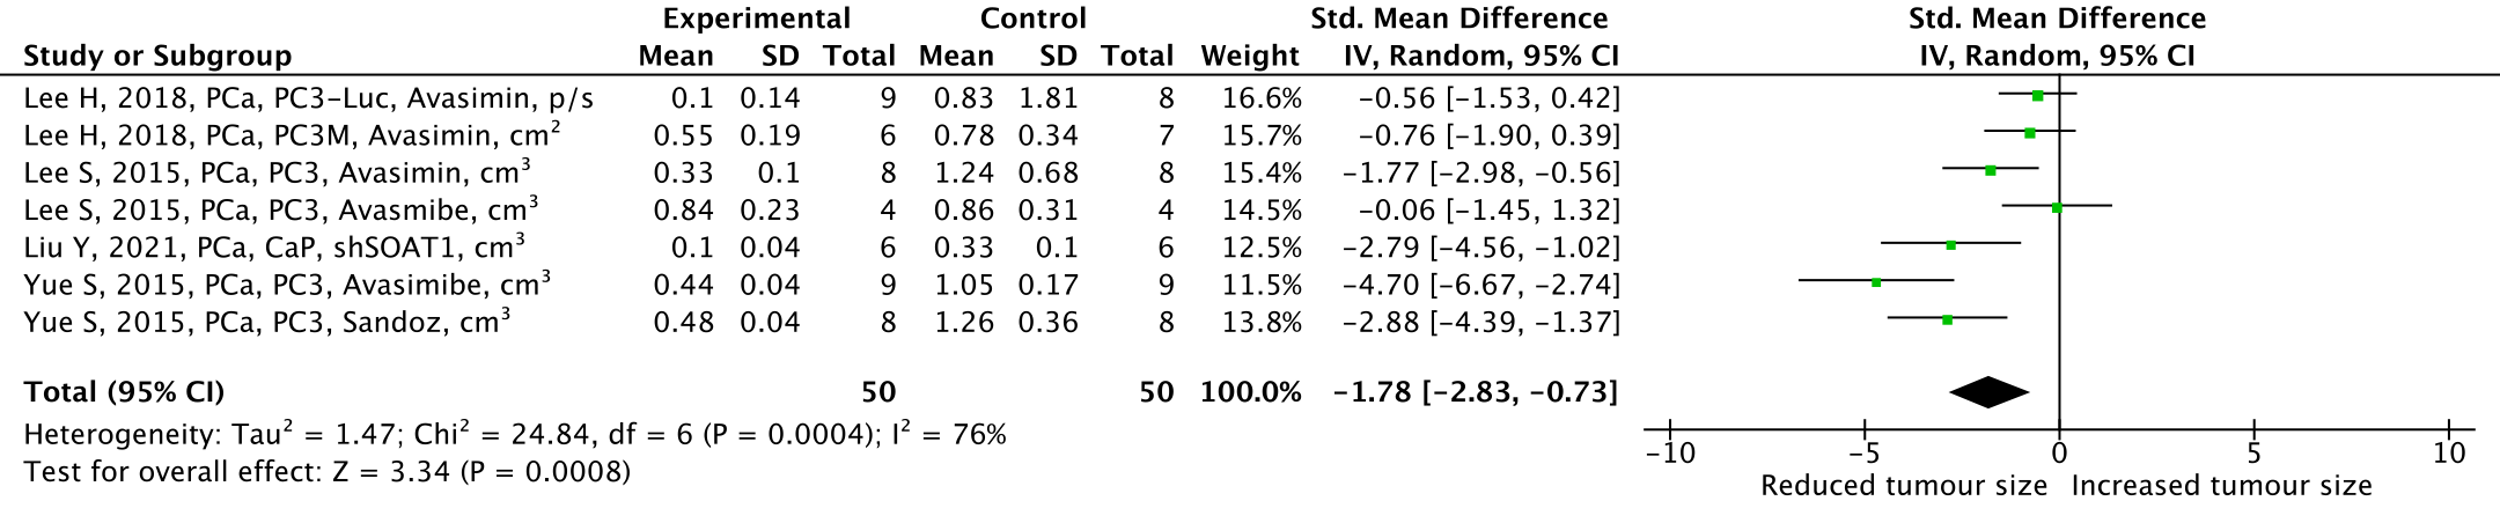 Experimental Control Std. Mean Difference Std. Mean Difference
Study or Subgroup Mean SD Total Mean SD Total Weight IV, Random, 95% CI IV, Random, 95% CI
Lee H, 2018, PCa, PC3-Luc, Avasimin, p/s 0.1 0.14 9 0.83 1.81 8 16.6% -0.56 [-1.53, 0.42]
Lee H, 2018, PCa, PC3M, Avasimin, cm² 0.55 0.19 6 0.78 0.34 7 15.7% -0.76 [-1.90, 0.39]
Lee S, 2015, PCa, PC3, Avasimin, cm³ 0.33 0.1 8 1.24 0.68 8 15.4% -1.77 [-2.98, -0.56]
Lee S, 2015, PCa, PC3, Avasmibe, cm³ 0.84 0.23 4 0.86 0.31 4 14.5% -0.06 [-1.45, 1.32]
Liu Y, 2021, PCa, CaP, shSOAT1, cm³ 0.1 0.04 6 0.33 0.1 6 12.5% -2.79 [-4.56, -1.02]
Yue S, 2015, PCa, PC3, Avasimibe, cm³ 0.44 0.04 9 1.05 0.17 9 11.5% -4.70 [-6.67, -2.74]
Yue S, 2015, PCa, PC3, Sandoz, cm³ 0.48 0.04 8 1.26 0.36 8 13.8% -2.88 [-4.39, -1.37]
Total (95% CI) 50 50 100.0% -1.78 [-2.83, -0.73]
Heterogeneity: Tau² = 1.47; Chi² = 24.84, df = 6 (P = 0.0004); I² = 76%
Test for overall effect: Z = 3.34 (P = 0.0008)
-10 -5 0 5 10
Reduced tumour size Increased tumour size